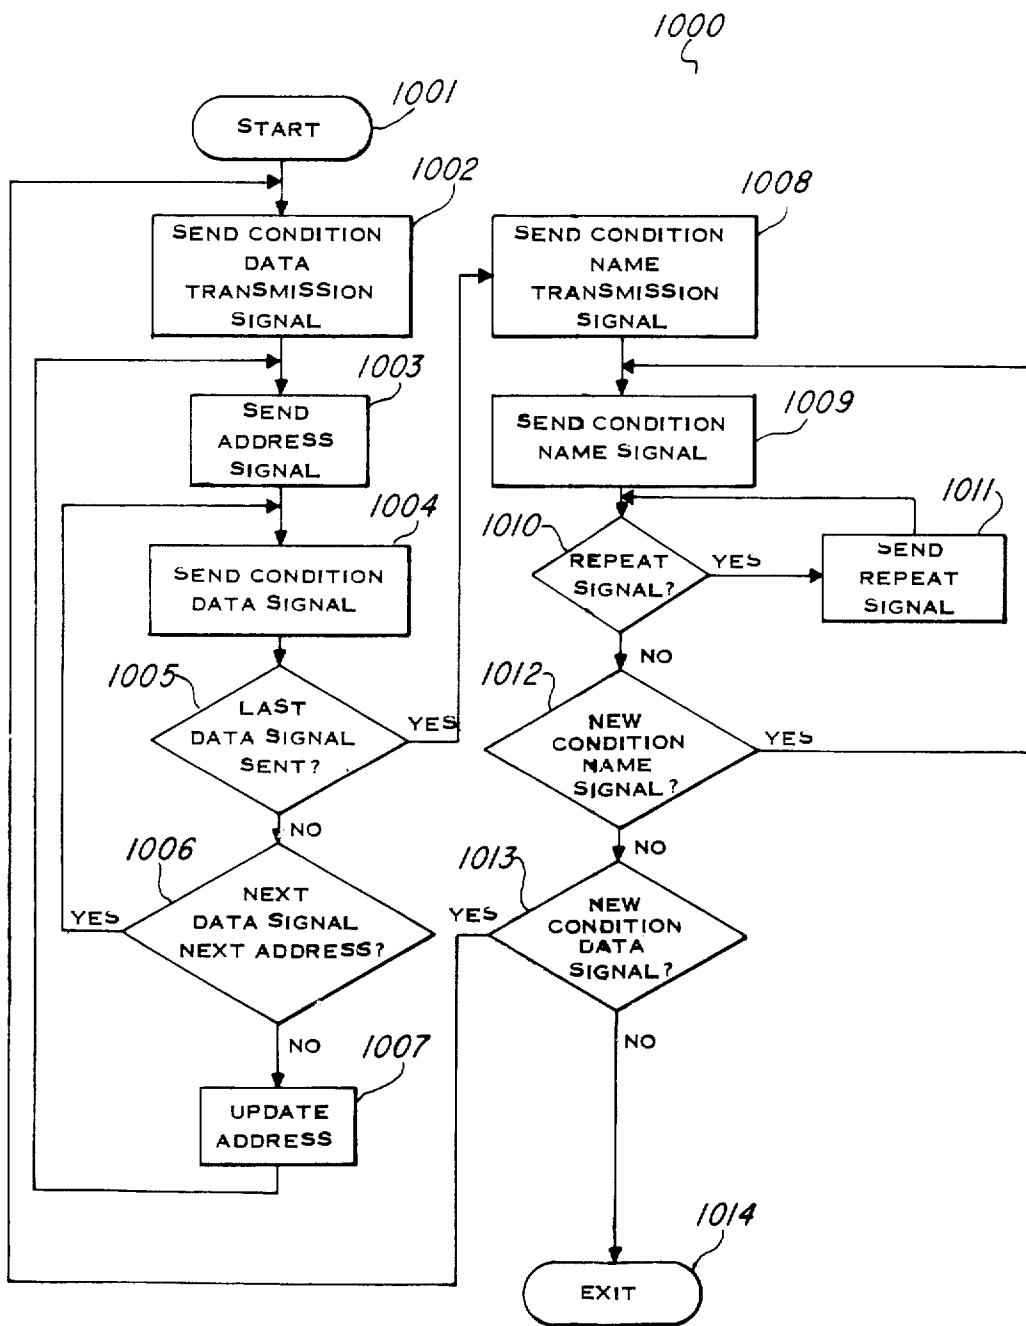 1000
1001
START
1002
SEND CONDITION
DATA
TRANSMISSION
SIGNAL
1003
SEND
ADDRESS
SIGNAL
1004
SEND CONDITION
DATA SIGNAL
1005
LAST
DATA SIGNAL
SENT?
YES
NO
1006
NEXT
DATA SIGNAL
NEXT ADDRESS?
YES
NO
1007
UPDATE
ADDRESS
1008
SEND CONDITION
NAME
TRANSMISSION
SIGNAL
1009
SEND CONDITION
NAME SIGNAL
1010
REPEAT
SIGNAL?
YES
1011
SEND
REPEAT
SIGNAL
NO
1012
NEW
CONDITION
NAME
SIGNAL?
YES
NO
1013
NEW
CONDITION
DATA
SIGNAL?
YES
NO
1014
EXIT